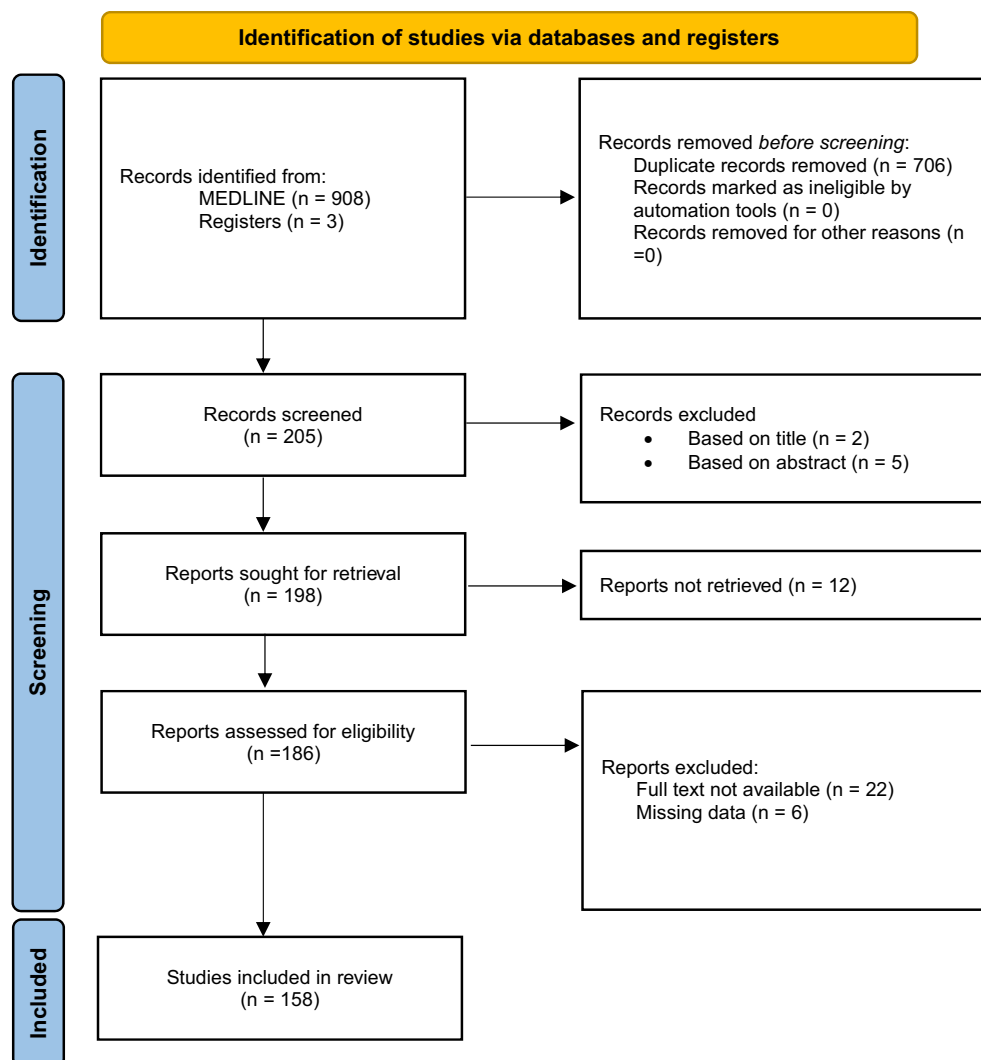 Identification of studies via databases and registers
Identification
Records identified from:
MEDLINE (n = 908)
Registers (n = 3)
Records removed before screening:
Duplicate records removed (n = 706)
Records marked as ineligible by
automation tools (n = 0)
Records removed for other reasons (n
=0)
Screening
Records screened
(n = 205)
Records excluded
• Based on title (n = 2)
• Based on abstract (n = 5)
Reports sought for retrieval
(n = 198)
Reports not retrieved (n = 12)
Reports assessed for eligibility
(n =186)
Reports excluded:
Full text not available (n = 22)
Missing data (n = 6)
Included
Studies included in review
(n = 158)